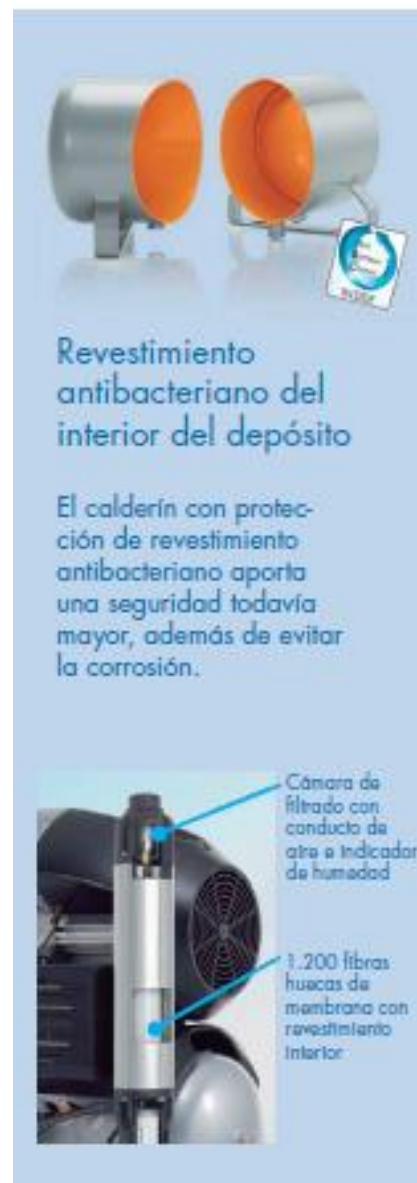 Revestimiento
antibacteriano del
interior del depósito
El calderín con protec-
ción de revestimiento
antibacteriano aporta
una seguridad todavía
mayor, además de evitar
la corrosión.
Cámara de
filtrado con
conducto de
aire e indicador
de humedad
1.200 fibras
huecas de
membrana con
revestimiento
interior